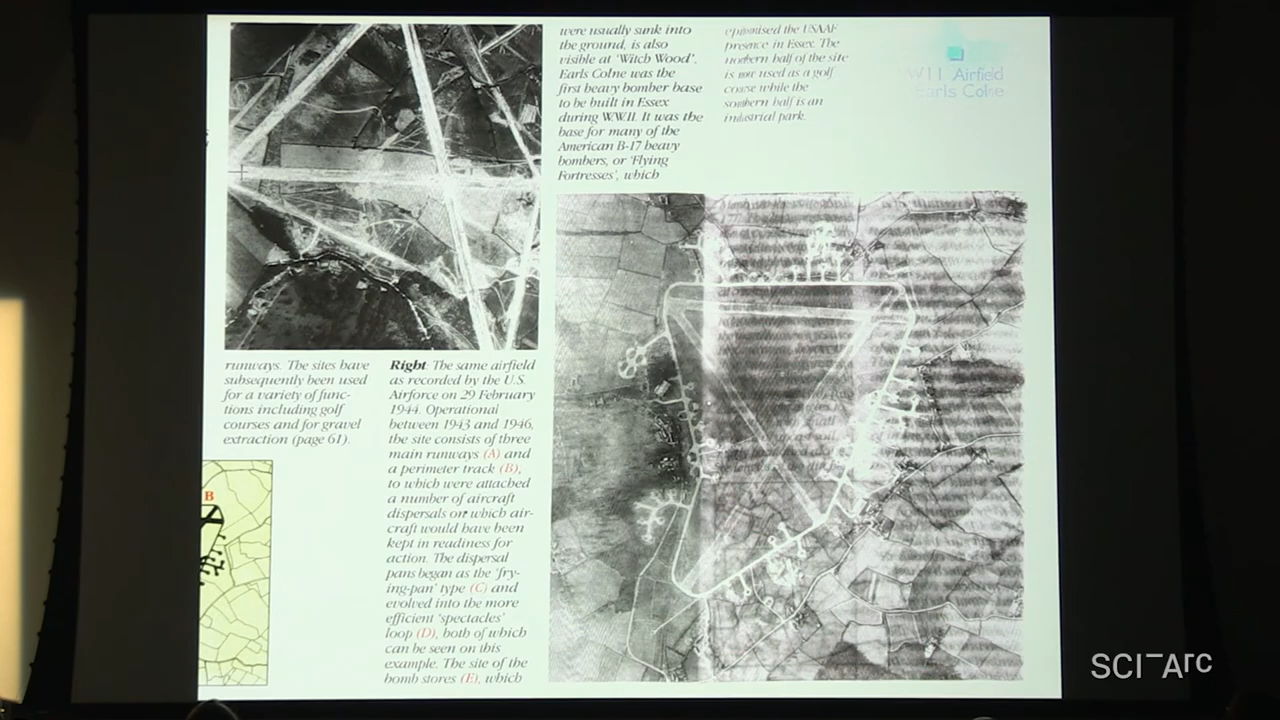 were usually sunk into
the ground, is also
visible at 'Witch Wood'.
Earls Colne was the
first heavy bomber base
to be built in Essex
during W.W.II. It was the
base for many of the
American B-17 heavy
bombers, or 'Flying
Fortresses', which
epitomised the USAAF
presence in Essex. The
northern half of the site
is now used as a golf
course while the
southern half is an
industrial park.
WW11 Airfield
Earls Colne
runways. The sites have
subsequently been used
for a variety of func-
tions including golf
courses and for gravel
extraction (page 61).
B
Right: The same airfield
as recorded by the U.S.
Airforce on 29 February
1944. Operational
between 1943 and 1946,
the site consists of three
main runways (A) and
a perimeter track (B),
to which were attached
a number of aircraft
dispersals on which air-
craft would have been
kept in readiness for
action. The dispersal
pans began as the 'fry-
ing-pan' type (C) and
evolved into the more
efficient 'spectacles'
loop (D), both of which
can be seen on this
example. The site of the
bomb stores (E), which
SCI-Arc